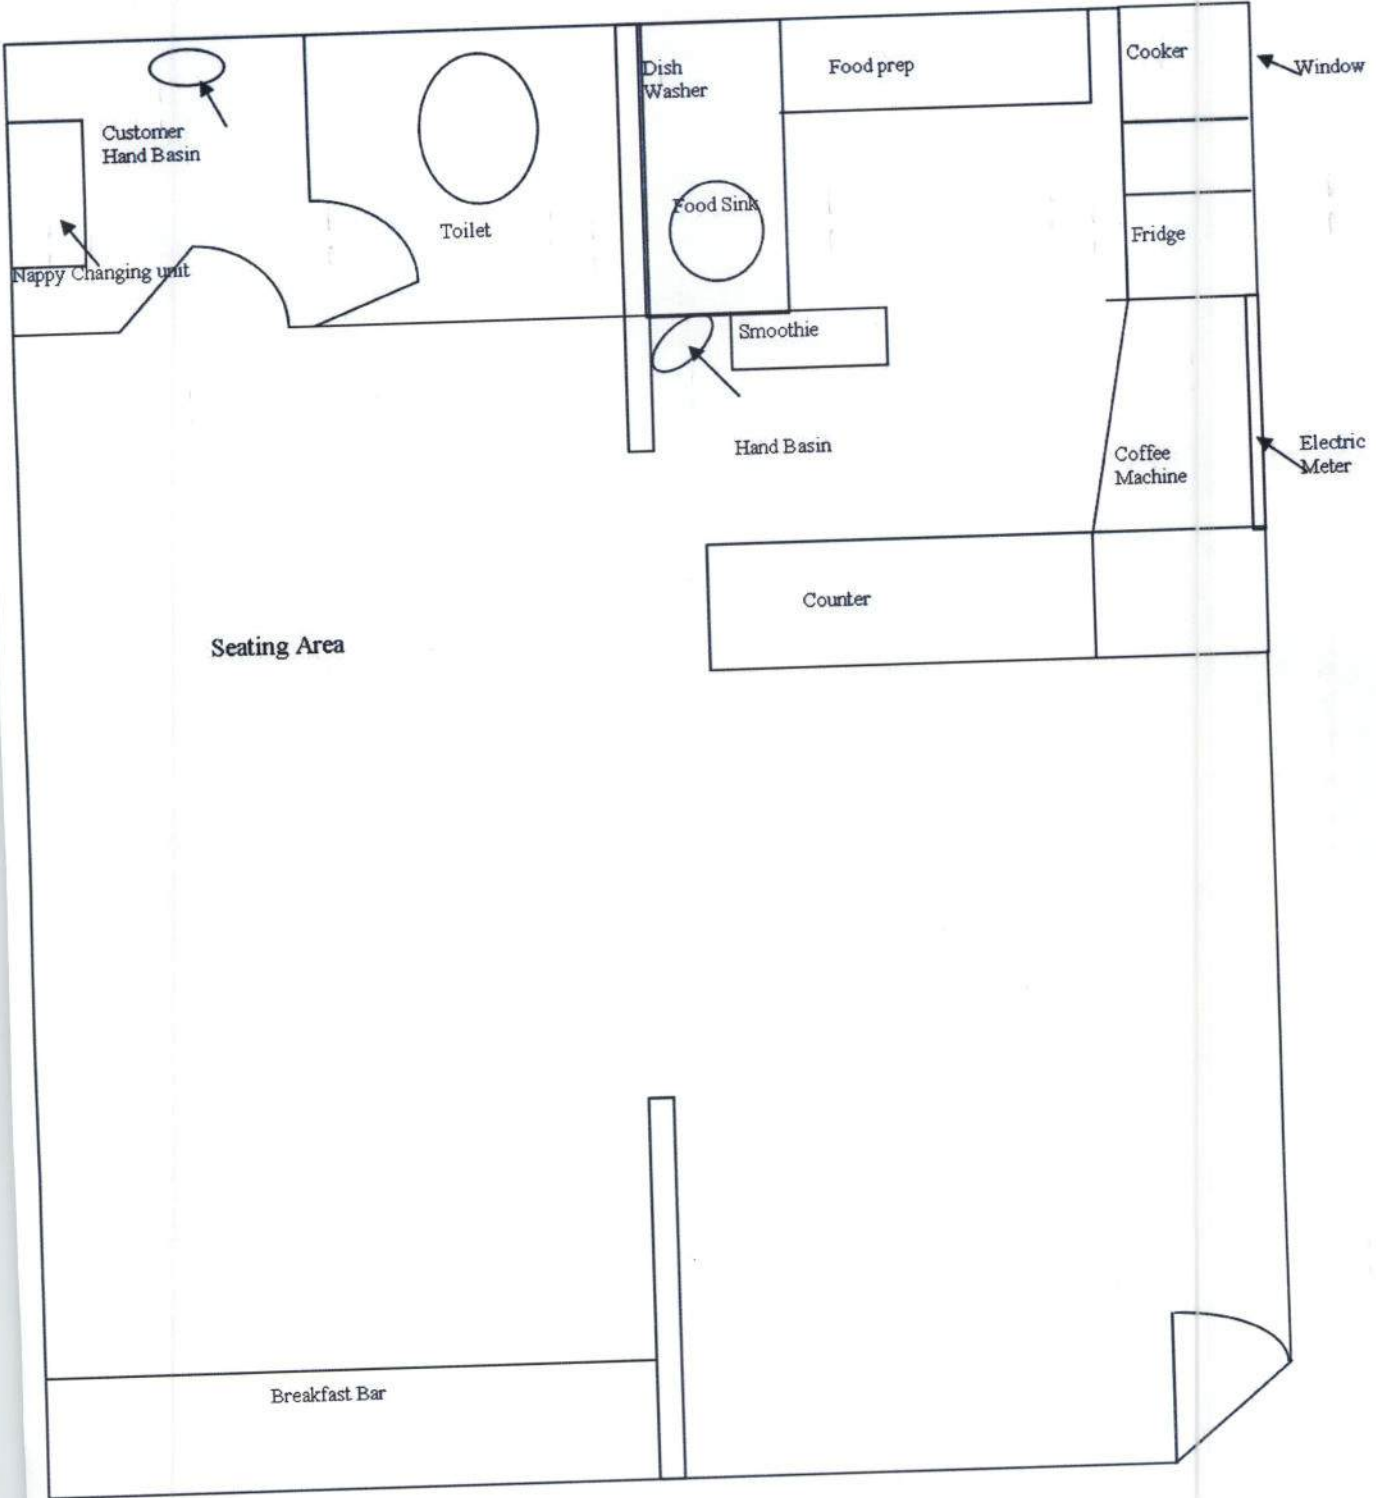 Dish
Washer
Food prep
Cooker
Window
Customer
Hand Basin
Toilet
Food Sink
Fridge
Nappy Changing unit
Smoothie
Hand Basin
Coffee
Machine
Electric
Meter
Counter
Seating Area
Breakfast Bar